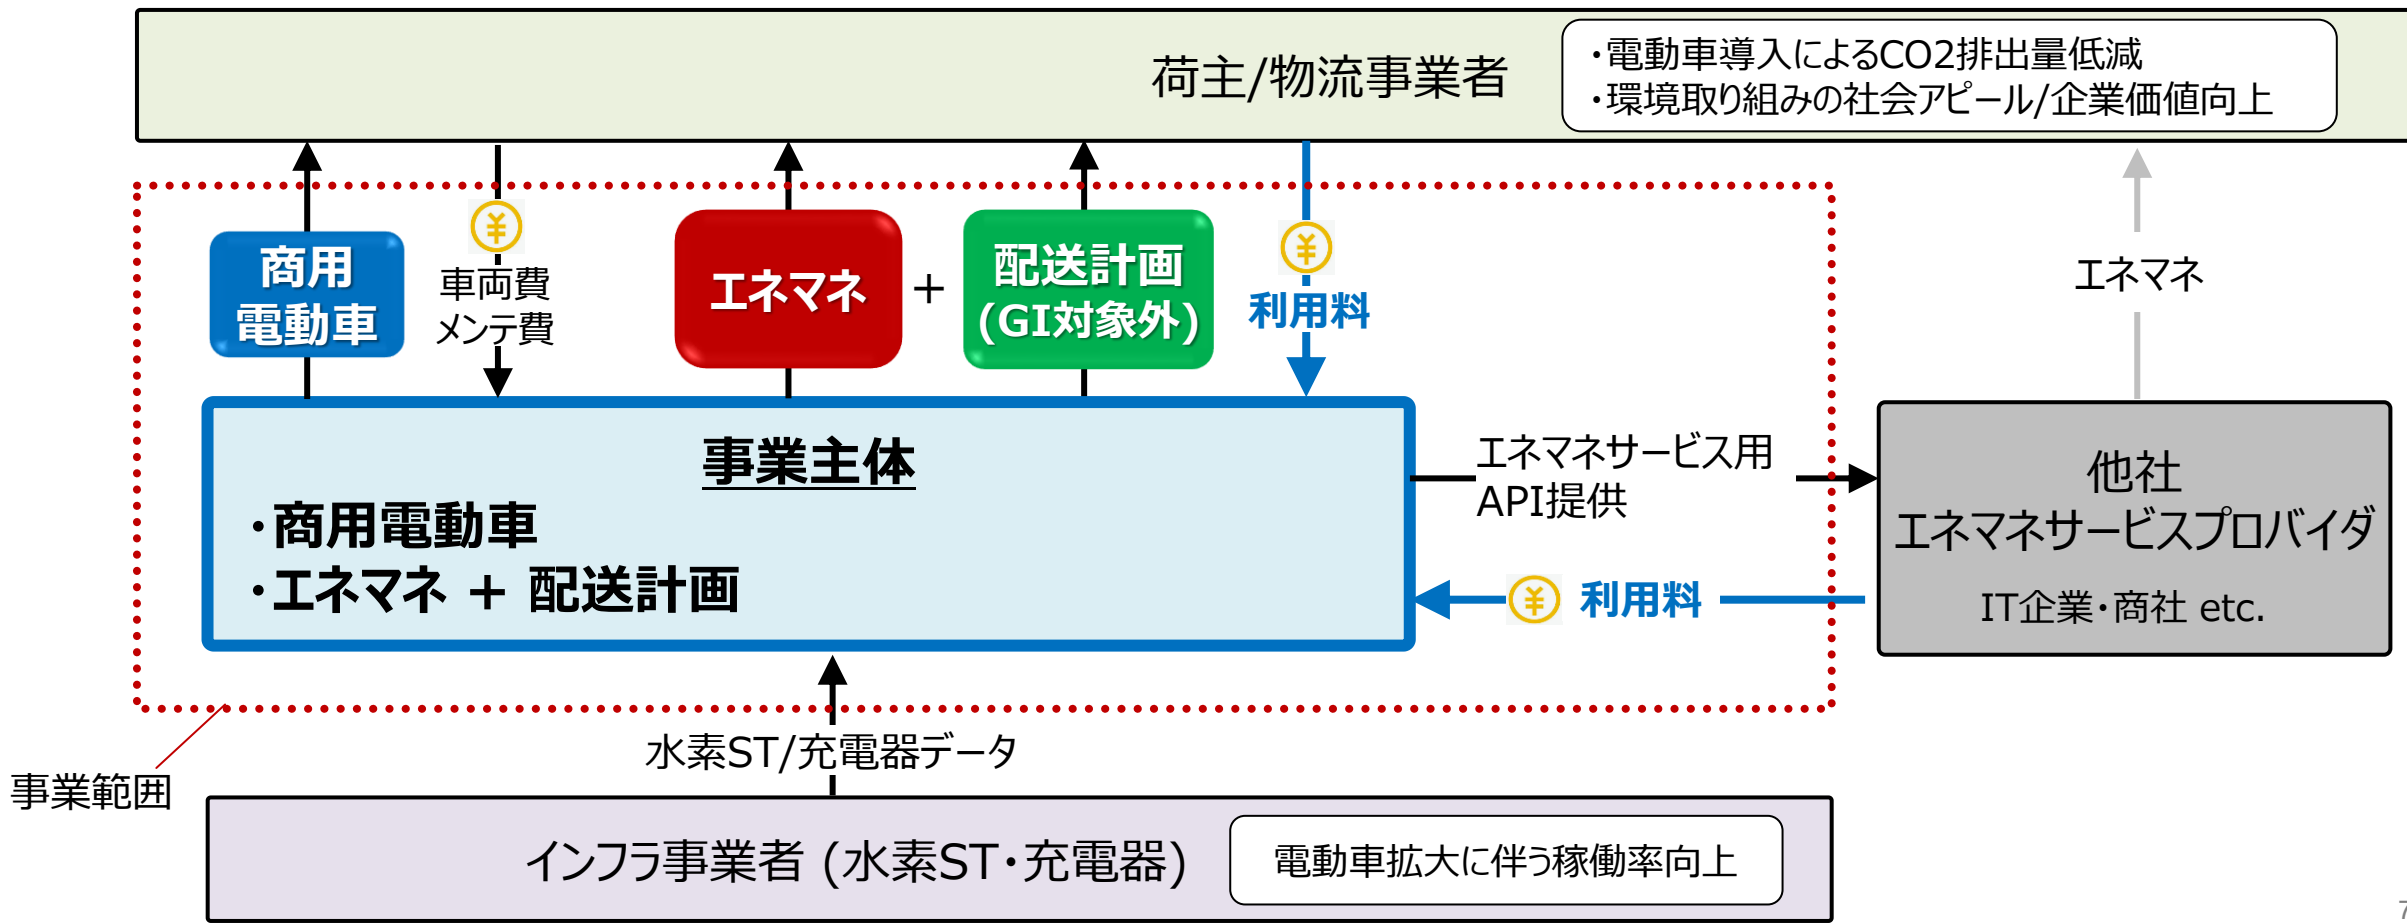 荷主/物流事業者
・電動車導入によるCO2排出量低減
・環境取り組みの社会アピール/企業価値向上
商用
電動車
¥
車両費
メンテ費
エネマネ
+
配送計画
(GI対象外)
¥
利用料
エネマネ
事業主体
・商用電動車
・エネマネ + 配送計画
エネマネサービス用
API提供
¥ 利用料
他社
エネマネサービスプロバイダ
IT企業・商社 etc.
水素ST/充電器データ
事業範囲
インフラ事業者 (水素ST・充電器)
電動車拡大に伴う稼働率向上